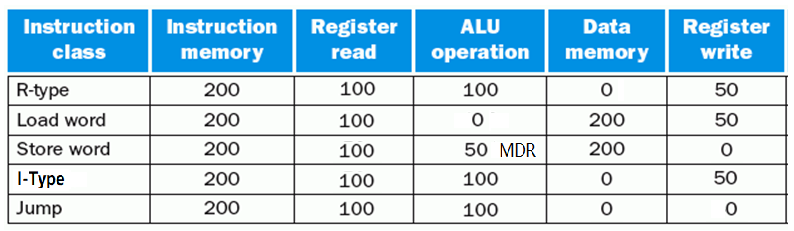 Instruction class Instruction memory Register read ALU operation Data memory Register write
R-type 200 100 100 0 50
Load word 200 100 0 200 50
Store word 200 100 50 MDR 200 0
I-Type 200 100 100 0 50
Jump 200 100 100 0 0